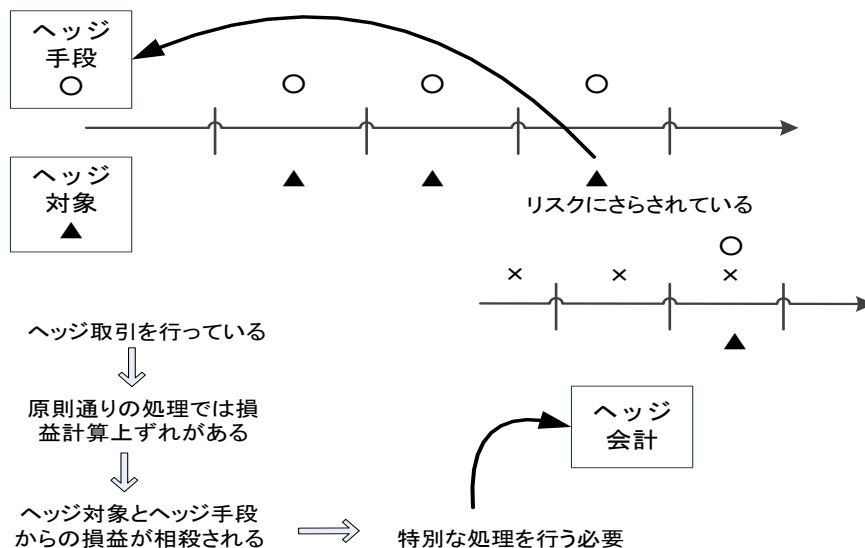 ヘッジ
手段
○
ヘッジ
対象
▲
リスクにさらされている
ヘッジ取引を行っている
原則通りの処理では損
益計算上ずれがある
ヘッジ対象とヘッジ手段
からの損益が相殺される
特別な処理を行う必要
ヘッジ
会計